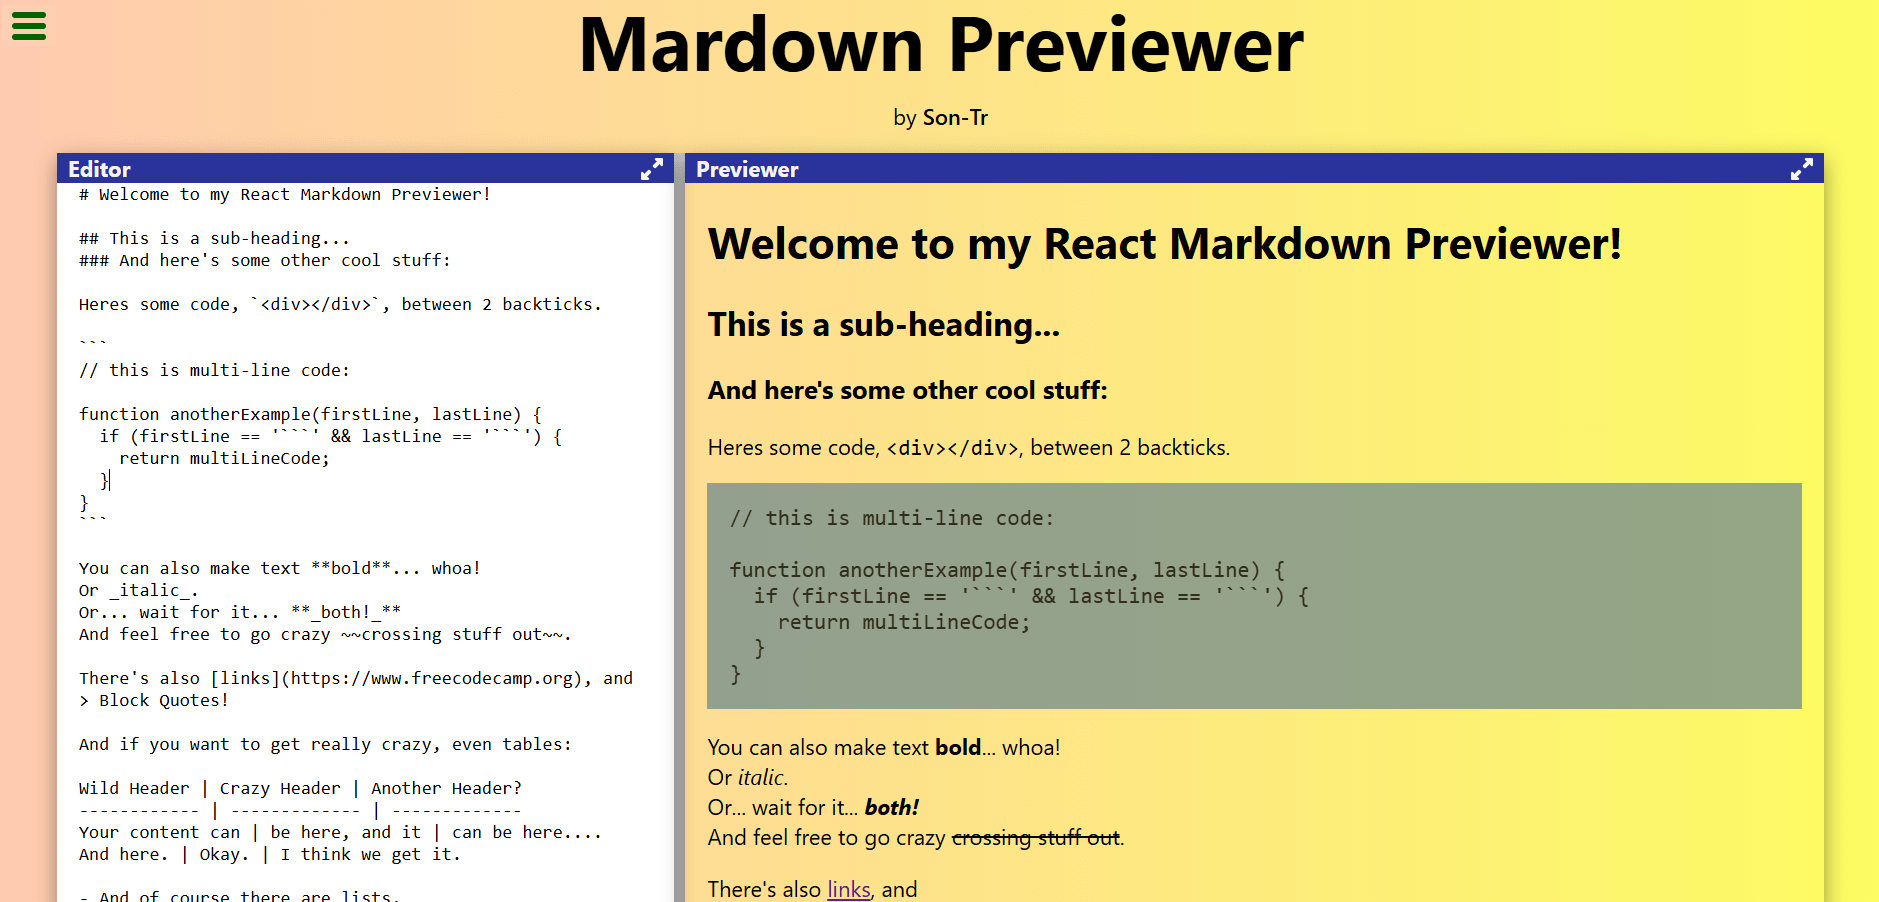 Mardown Previewer
by Son-Tr
Editor
# Welcome to my React Markdown Previewer!

## This is a sub-heading...
### And here's some other cool stuff:

Heres some code, `<div></div>`, between 2 backticks.

```
// this is multi-line code:

function anotherExample(firstLine, lastLine) {
  if (firstLine == '```' && lastLine == '```') {
    return multiLineCode;
  }
}
```

You can also make text **bold**... whoa!
Or _italic_.
Or... wait for it... **_both!_**
And feel free to go crazy ~~crossing stuff out~~.

There's also [links](https://www.freecodecamp.org), and
> Block Quotes!

And if you want to get really crazy, even tables:

Wild Header | Crazy Header | Another Header?
------------ | ------------- | -------------
Your content can | be here, and it | can be here....
And here. | Okay. | I think we get it.

- And of course there are lists.
Previewer
Welcome to my React Markdown Previewer!
This is a sub-heading...
And here's some other cool stuff:
Heres some code, <div></div>, between 2 backticks.
// this is multi-line code:

function anotherExample(firstLine, lastLine) {
  if (firstLine == '```' && lastLine == '```') {
    return multiLineCode;
  }
}
You can also make text bold... whoa!
Or italic.
Or... wait for it... both!
And feel free to go crazy crossing stuff out.
There's also links, and